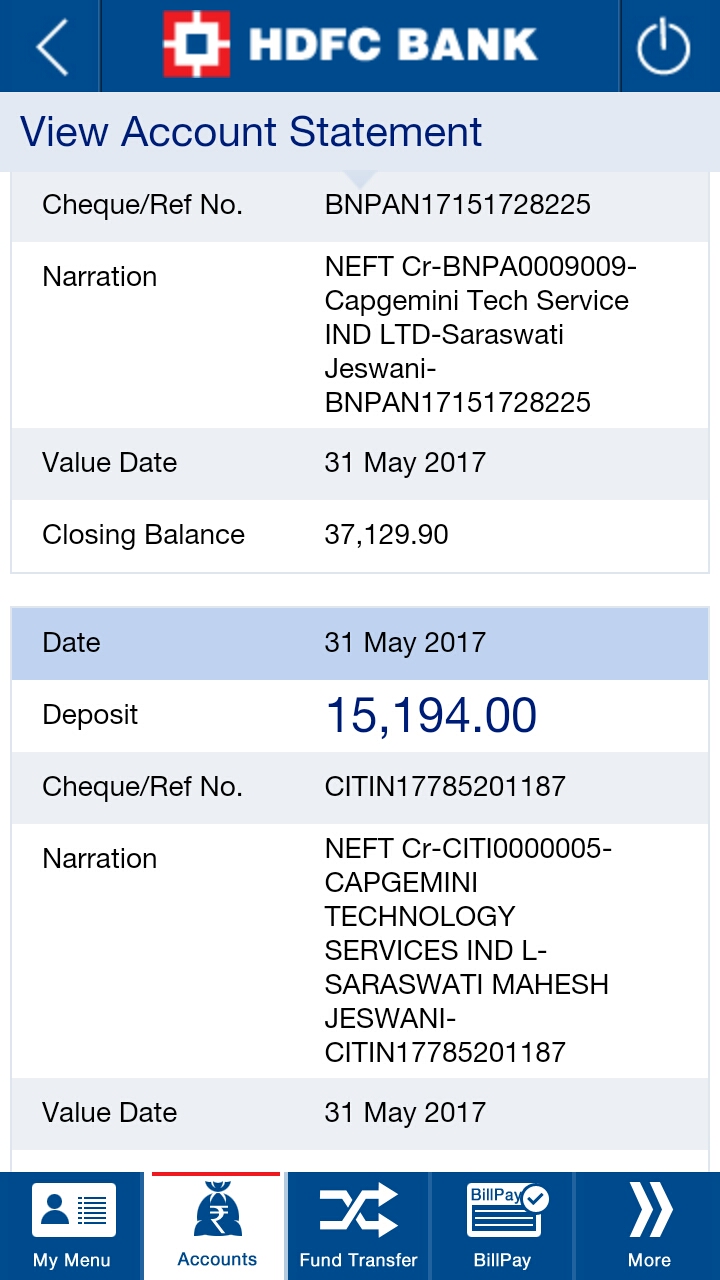 HDFC BANK
View Account Statement
Cheque/Ref No. BNPAN17151728225
Narration NEFT Cr-BNPA0009009-
Capgemini Tech Service
IND LTD-Saraswati
Jeswani-
BNPAN17151728225
Value Date 31 May 2017
Closing Balance 37,129.90
Date 31 May 2017
Deposit 15,194.00
Cheque/Ref No. CITIN17785201187
Narration NEFT Cr-CITI0000005-
CAPGEMINI
TECHNOLOGY
SERVICES IND L-
SARASWATI MAHESH
JESWANI-
CITIN17785201187
Value Date 31 May 2017
BillPay
My Menu Accounts Fund Transfer BillPay More